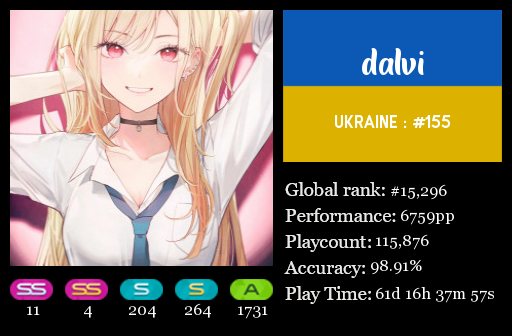 dalvi
UKRAINE : #155
Global rank: #15,296
Performance: 6759pp
Playcount: 115,876
Accuracy: 98.91%
Play Time: 61d 16h 37m 57s
SS SS S S A
11 4 204 264 1731